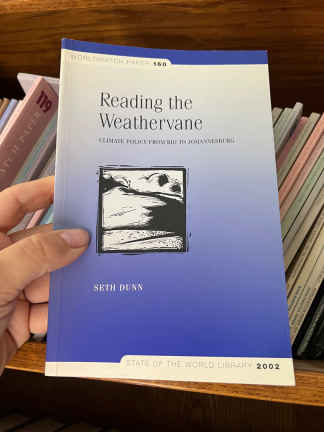 WORLDWATCH PAPER 160
Reading the
Weathervane
CLIMATE POLICY FROM RIO TO JOHANNESBURG
SETH DUNN
STATE OF THE WORLD LIBRARY 2002
179